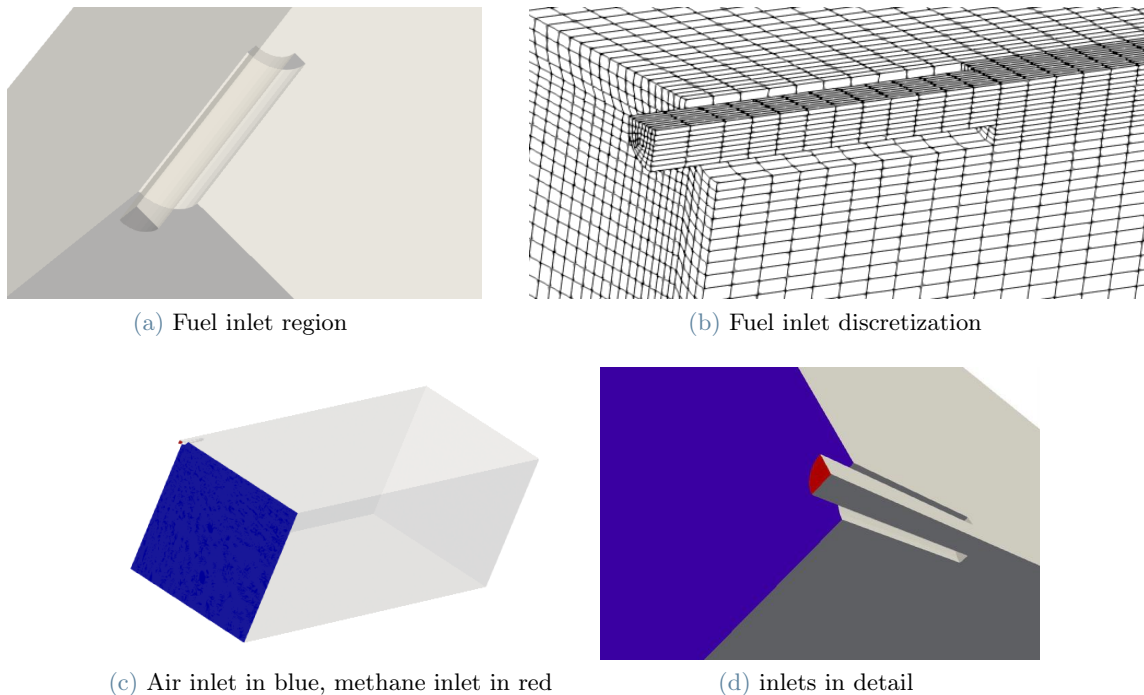 (a) Fuel inlet region
(b) Fuel inlet discretization
(c) Air inlet in blue, methane inlet in red
(d) inlets in detail